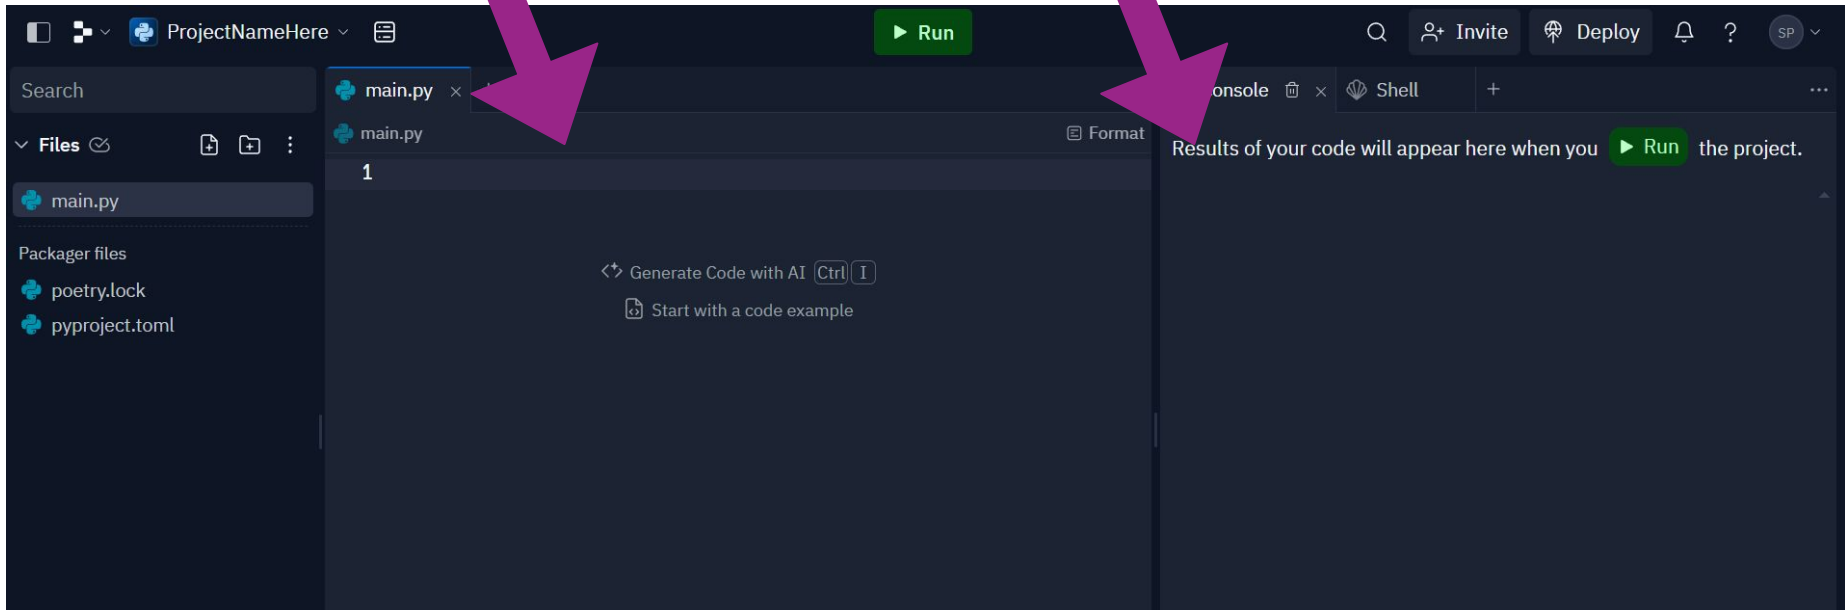 ProjectNameHere
Run
Invite
Deploy
?
SP
Search
main.py
onsole
Shell
Files
main.py
Format
Results of your code will appear here when you Run the project.
1
main.py
Packager files
Generate Code with AI Ctrl I
poetry.lock
Start with a code example
pyproject.toml